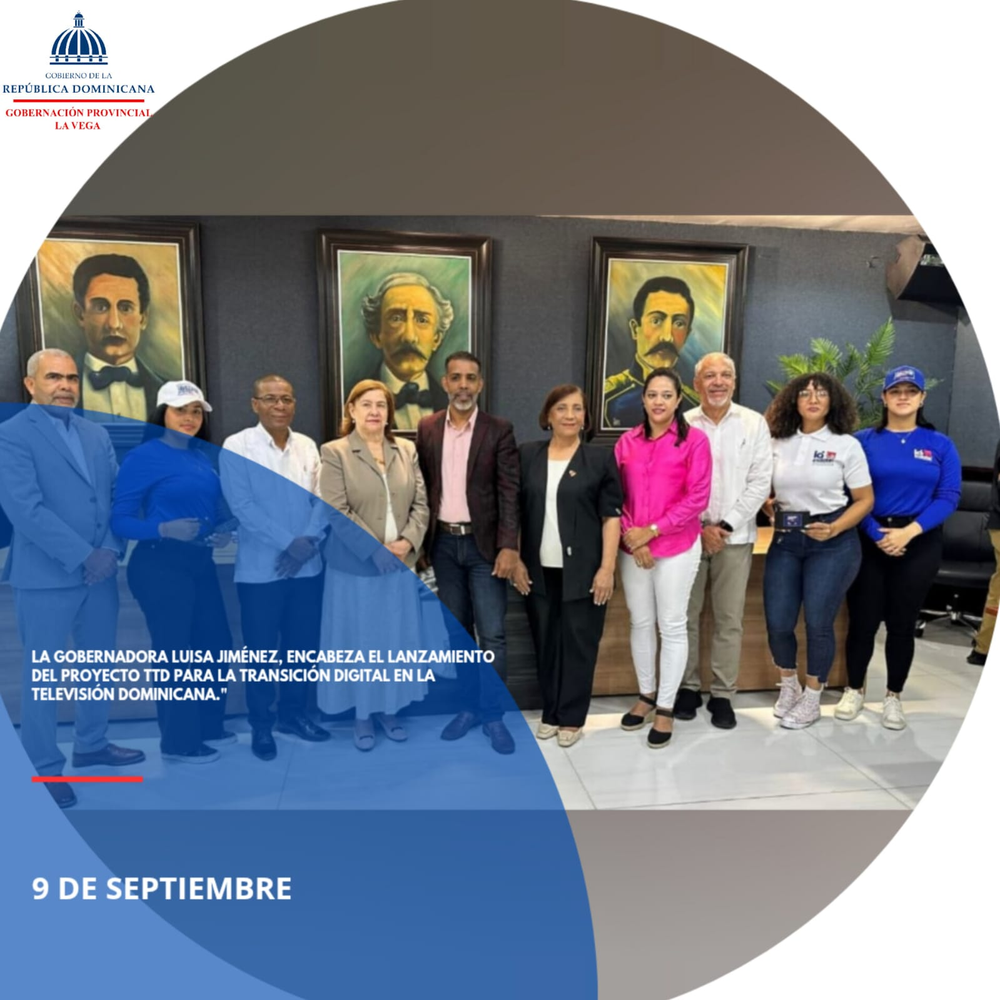 GOBIERNO DE LA
REPÚBLICA DOMINICANA
GOBERNACIÓN PROVINCIAL
LA VEGA
LA GOBERNADORA LUISA JIMÉNEZ, ENCABEZA EL LANZAMIENTO
DEL PROYECTO TTD PARA LA TRANSICIÓN DIGITAL EN LA
TELEVISIÓN DOMINICANA."
9 DE SEPTIEMBRE